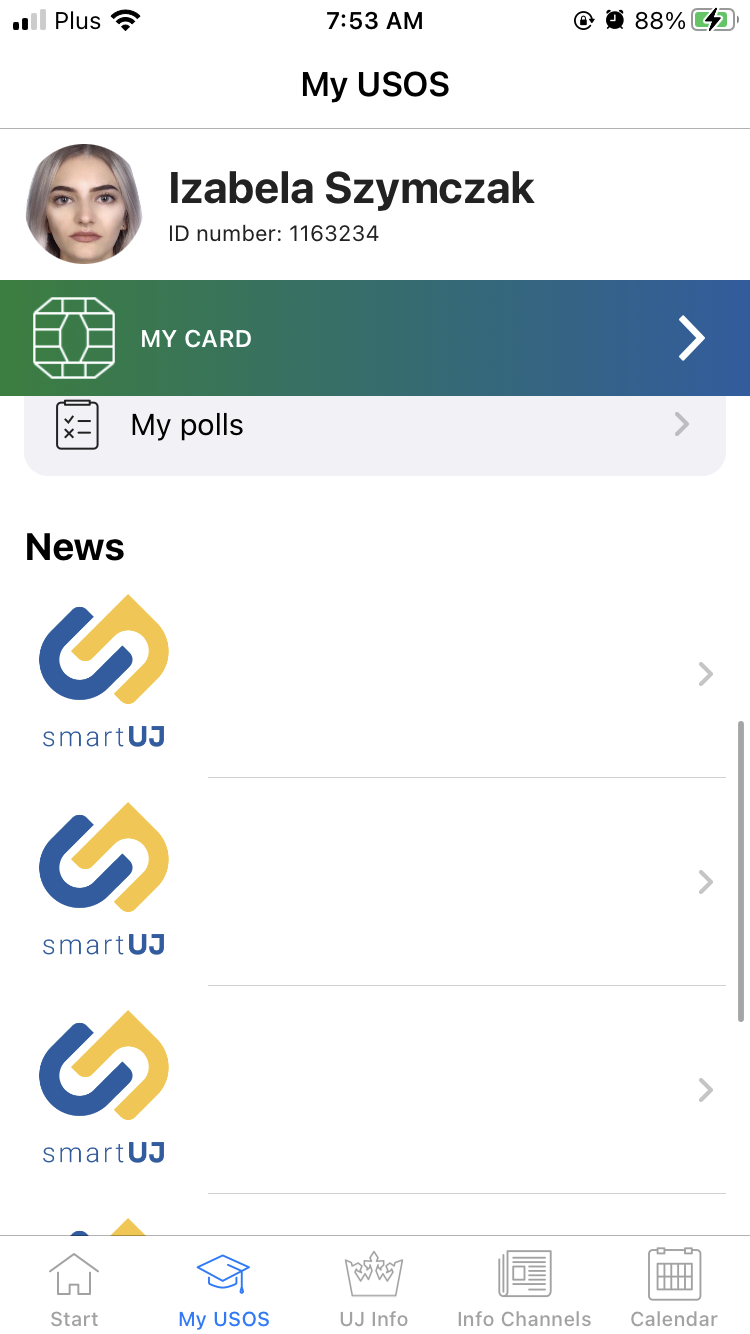 Plus 7:53 AM 88%
My USOS
Izabela Szymczak
ID number: 1163234
MY CARD
My polls
News
smartUJ
smartUJ
smartUJ
Start My USOS UJ Info Info Channels Calendar